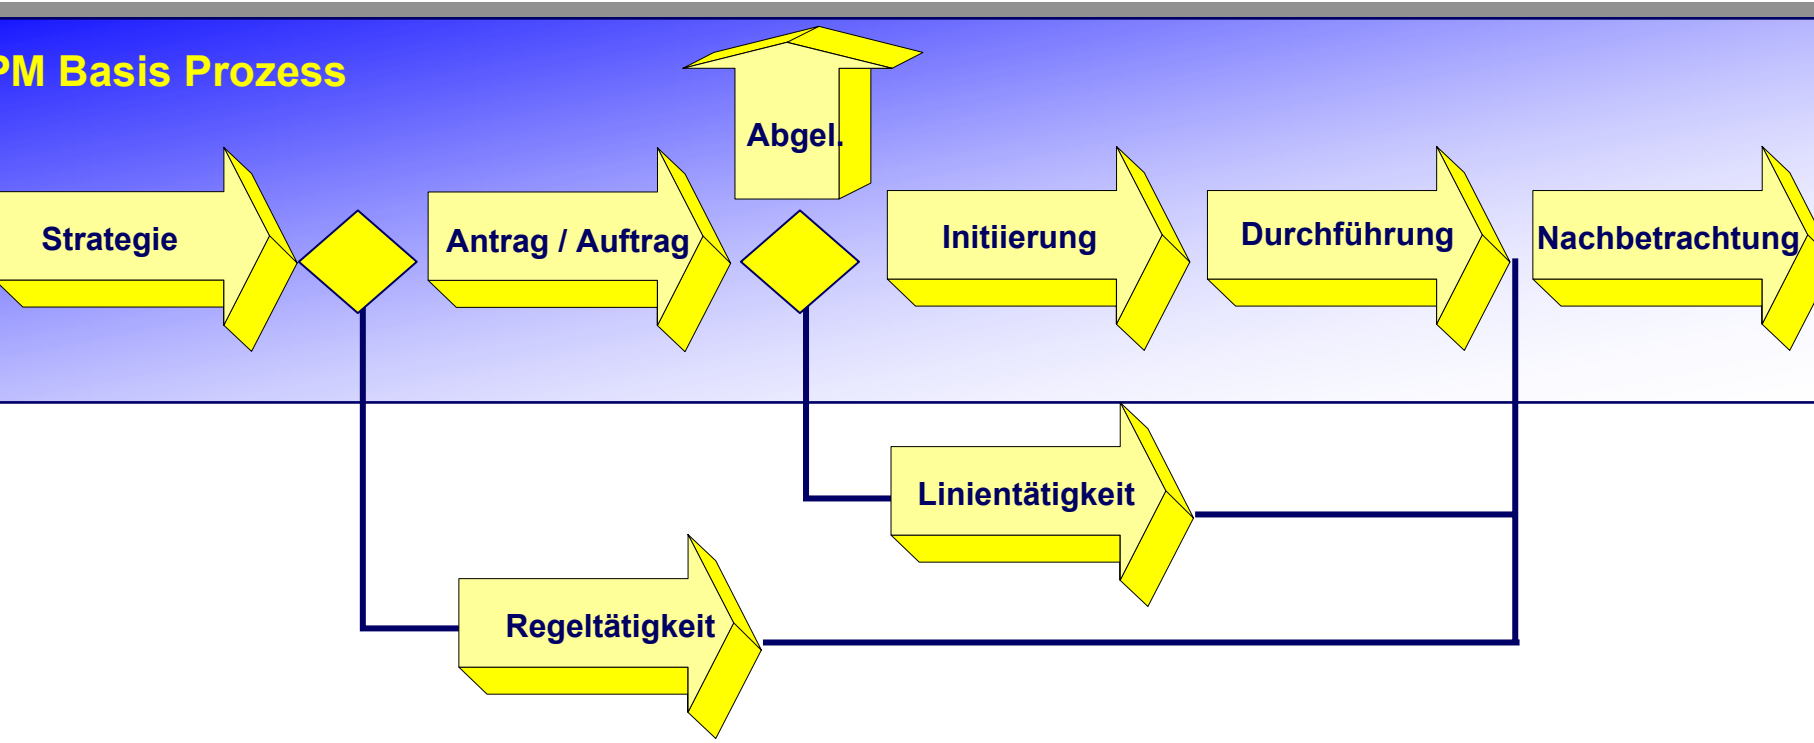 PM Basis Prozess
Abgel.
Strategie
Antrag / Auftrag
Initiierung
Durchführung
Nachbetrachtung
Linientätigkeit
Regeltätigkeit